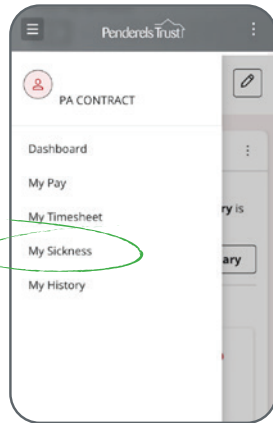 Penderels Trust
PA CONTRACT
Dashboard
My Pay
My Timesheet
ry is
My Sickness
ary
My History